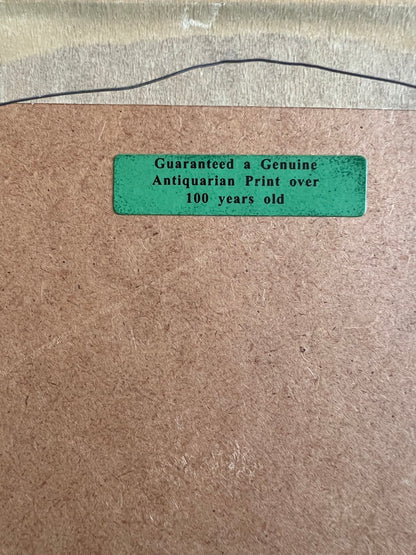 Guaranteed a Genuine
Antiquarian Print over
100 years old